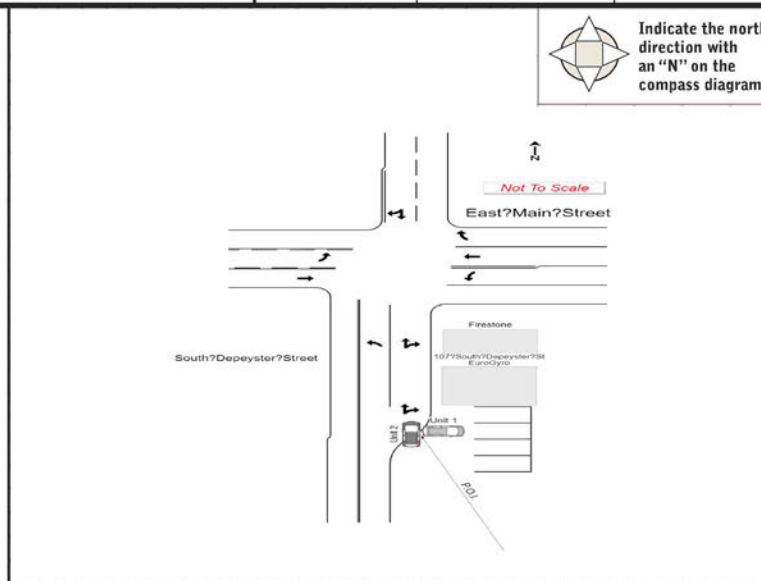 Indicate the north
direction with
an “N” on the
compass diagram
N
Not To Scale
East?Main?Street
Firestone
South?Depeyster?Street
107?South?Depeyster?St
EuroGyro
Unit 1
Unit 2
P.O.I.